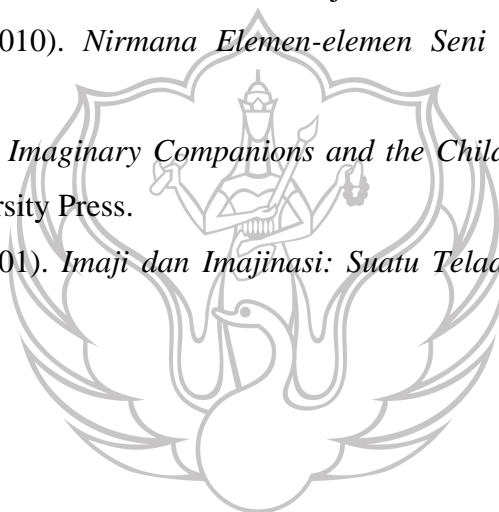 010). Nirmana Elemen-elemen Seni
Imaginary Companions and the Child
rsity Press.
01). Imaji dan Imajinasi: Suatu Telaa